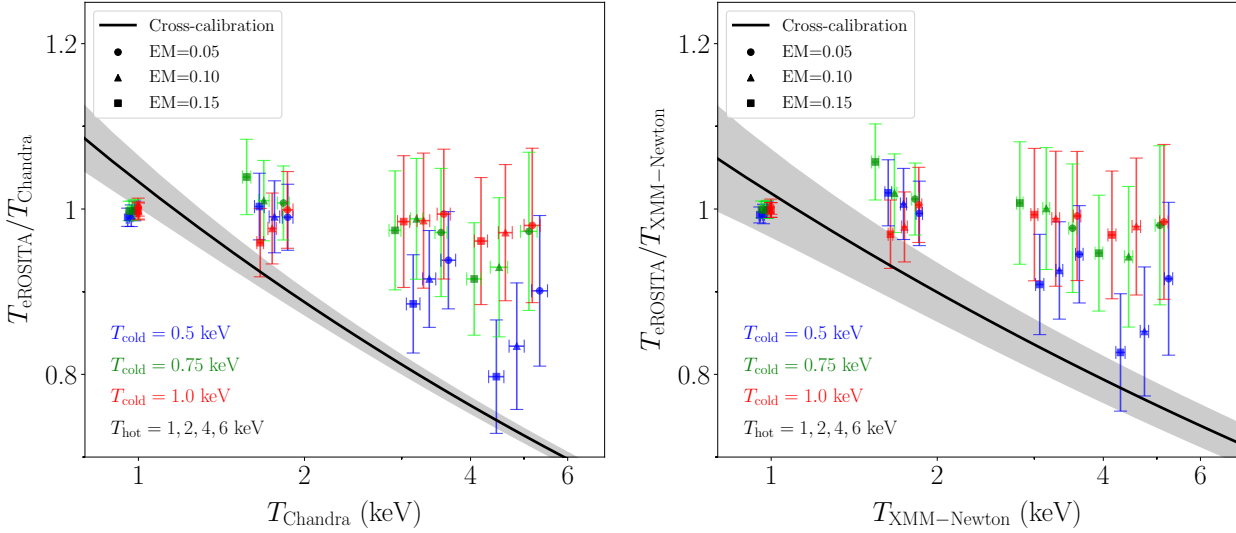 Cross-calibration
EM=0.05
EM=0.10
EM=0.15
1.2
1
0.8
T_eROSITA/T_Chandra
T_cold = 0.5 keV
T_cold = 0.75 keV
T_cold = 1.0 keV
T_hot = 1, 2, 4, 6 keV
1 2 4 6
T_Chandra (keV)
Cross-calibration
EM=0.05
EM=0.10
EM=0.15
1.2
1
0.8
T_eROSITA/T_XMM−Newton
T_cold = 0.5 keV
T_cold = 0.75 keV
T_cold = 1.0 keV
T_hot = 1, 2, 4, 6 keV
1 2 4 6
T_XMM−Newton (keV)